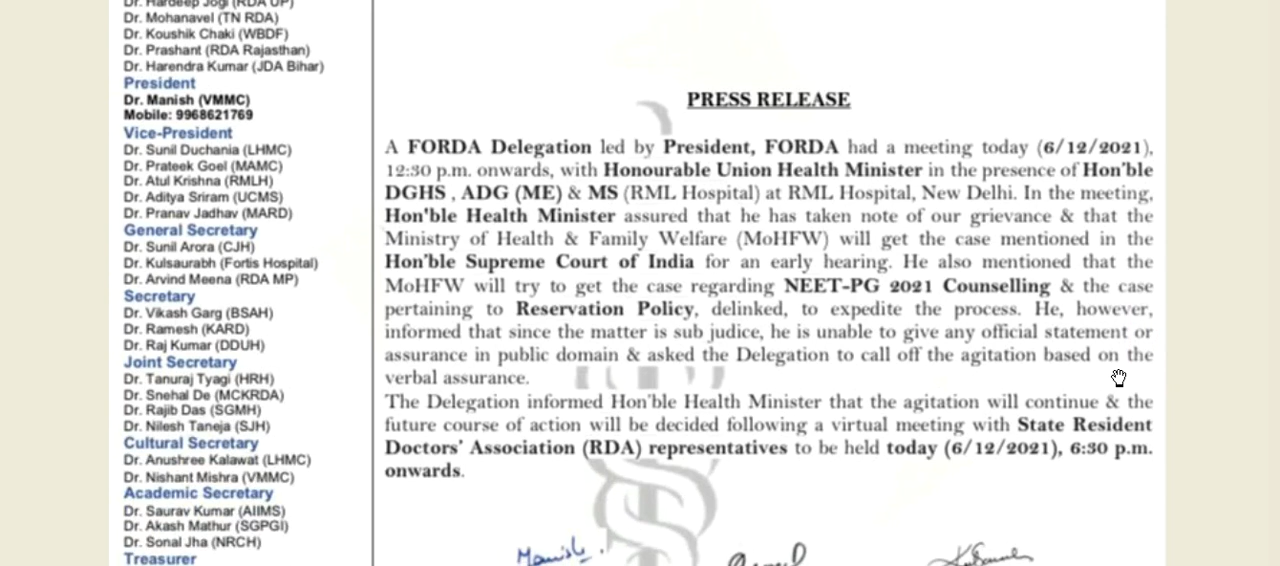 Dr. Hardeep Jogi (RDA UP)
Dr. Mohanavel (TN RDA)
Dr. Koushik Chaki (WBDF)
Dr. Prashant (RDA Rajasthan)
Dr. Harendra Kumar (JDA Bihar)
President
Dr. Manish (VMMC)
Mobile: 9968621769
Vice-President
Dr. Sunil Duchania (LHMC)
Dr. Prateek Goel (MAMC)
Dr. Atul Krishna (RMLH)
Dr. Aditya Sriram (UCMS)
Dr. Pranav Jadhav (MARD)
General Secretary
Dr. Sunil Arora (CJH)
Dr. Kulsaurabh (Fortis Hospital)
Dr. Arvind Meena (RDA MP)
Secretary
Dr. Vikash Garg (BSAH)
Dr. Ramesh (KARD)
Dr. Raj Kumar (DDUH)
Joint Secretary
Dr. Tanuraj Tyagi (HRH)
Dr. Snehal De (MCKRDA)
Dr. Rajib Das (SGMH)
Dr. Nilesh Taneja (SJH)
Cultural Secretary
Dr. Anushree Kalawat (LHMC)
Dr. Nishant Mishra (VMMC)
Academic Secretary
Dr. Saurav Kumar (AIIMS)
Dr. Akash Mathur (SGPGI)
Dr. Sonal Jha (NRCH)
Treasurer
PRESS RELEASE
A FORDA Delegation led by President, FORDA had a meeting today (6/12/2021),
12:30 p.m. onwards, with Honourable Union Health Minister in the presence of Hon'ble
DGHS , ADG (ME) & MS (RML Hospital) at RML Hospital, New Delhi. In the meeting,
Hon'ble Health Minister assured that he has taken note of our grievance & that the
Ministry of Health & Family Welfare (MoHFW) will get the case mentioned in the
Hon'ble Supreme Court of India for an early hearing. He also mentioned that the
MoHFW will try to get the case regarding NEET-PG 2021 Counselling & the case
pertaining to Reservation Policy, delinked, to expedite the process. He, however,
informed that since the matter is sub judice, he is unable to give any official statement or
assurance in public domain & asked the Delegation to call off the agitation based on the
verbal assurance.
The Delegation informed Hon'ble Health Minister that the agitation will continue & the
future course of action will be decided following a virtual meeting with State Resident
Doctors' Association (RDA) representatives to be held today (6/12/2021), 6:30 p.m.
onwards.
Manish